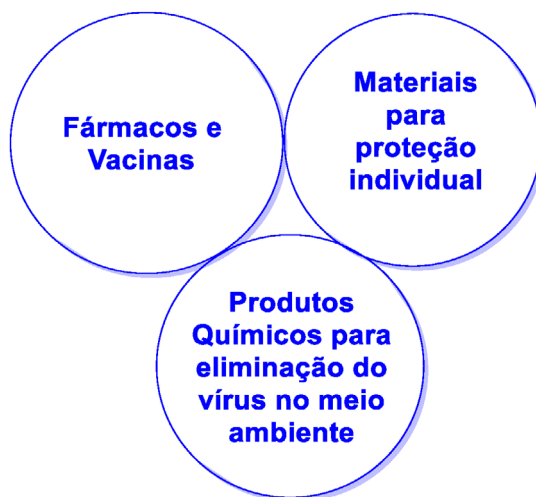 Fármacos e
Vacinas
Materiais
para
proteção
individual
Produtos
Químicos para
eliminação do
vírus no meio
ambiente